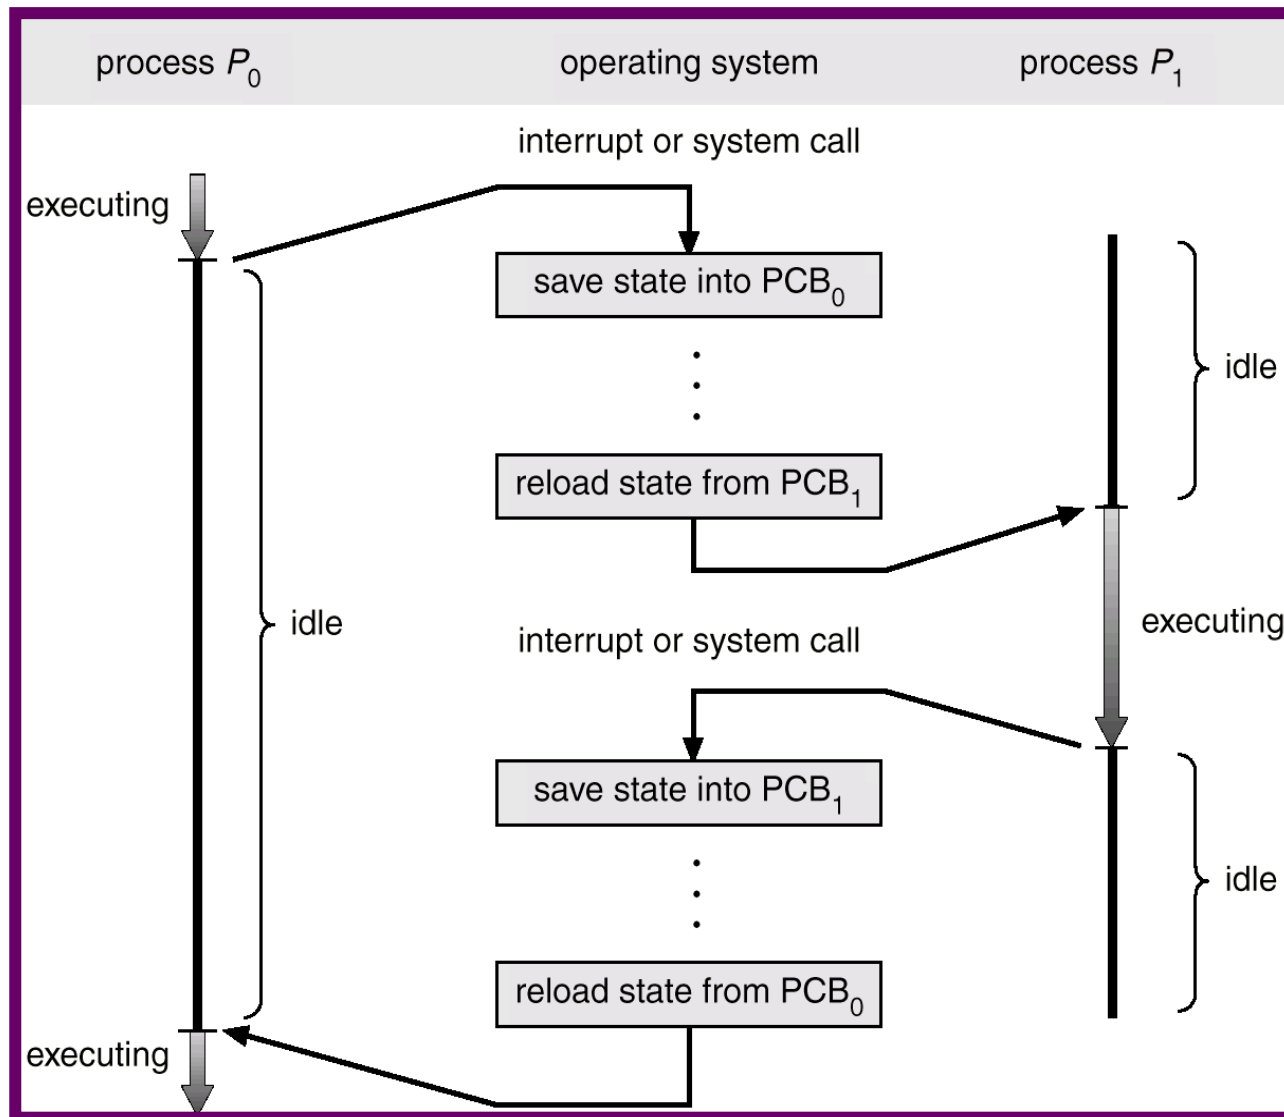 process P₀ operating system process P₁
interrupt or system call
executing
save state into PCB₀
idle
reload state from PCB₁
idle
executing
interrupt or system call
save state into PCB₁
idle
reload state from PCB₀
executing